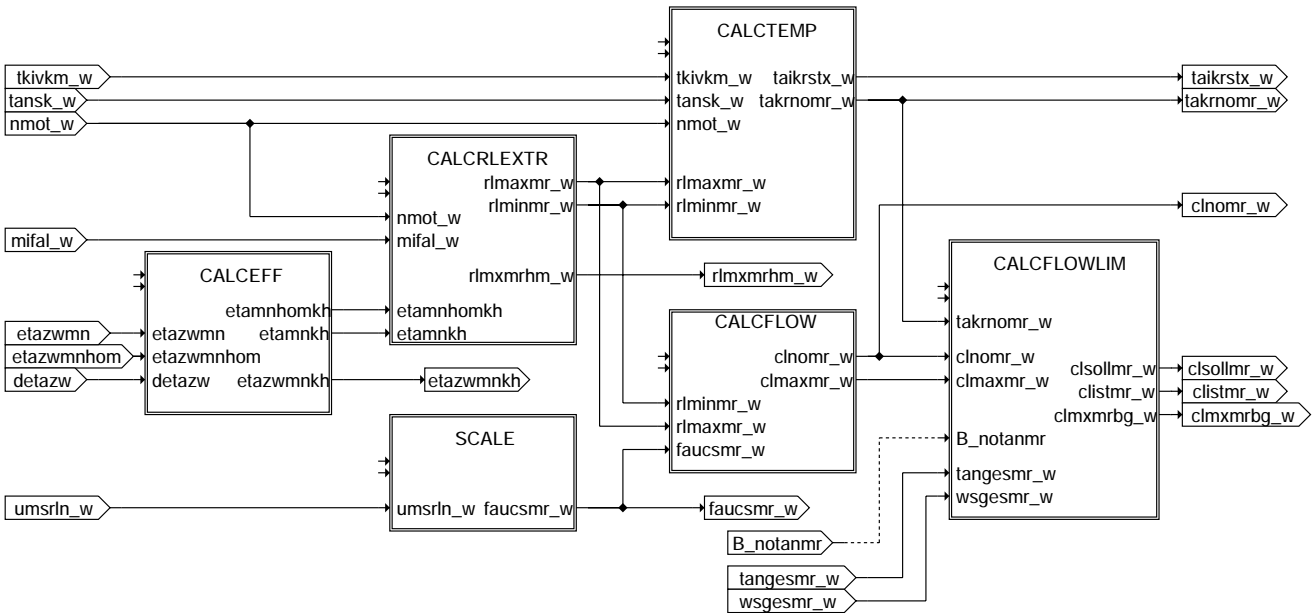 CALCTEMP
tkivkm_w
tkivkm_w
taikrstx_w
taikrstx_w
tansk_w
tansk_w
takrnomr_w
takrnomr_w
nmot_w
nmot_w
CALCRLEXTR
rlmaxmr_w
rlmaxmr_w
rlminmr_w
rlminmr_w
clnomr_w
nmot_w
mifal_w
mifal_w
CALCEFF
rlmxmrhm_w
rlmxmrhm_w
CALCFLOWLIM
etamnhomkh
etamnhomkh
CALCFLOW
takrnomr_w
etazwmn
etazwmn
etamnkh
etamnkh
etazwmnhom
etazwmnhom
clnomr_w
clnomr_w
clsollmr_w
clsollmr_w
detazw
detazw
etazwmnkh
etazwmnkh
clmaxmr_w
clmaxmr_w
clistmr_w
clistmr_w
rlminmr_w
clmxmrbg_w
clmxmrbg_w
rlmaxmr_w
SCALE
B_notanmr
faucsmr_w
tangesmr_w
wsgesmr_w
umsrln_w
umsrln_w
faucsmr_w
faucsmr_w
B_notanmr
tangesmr_w
wsgesmr_w